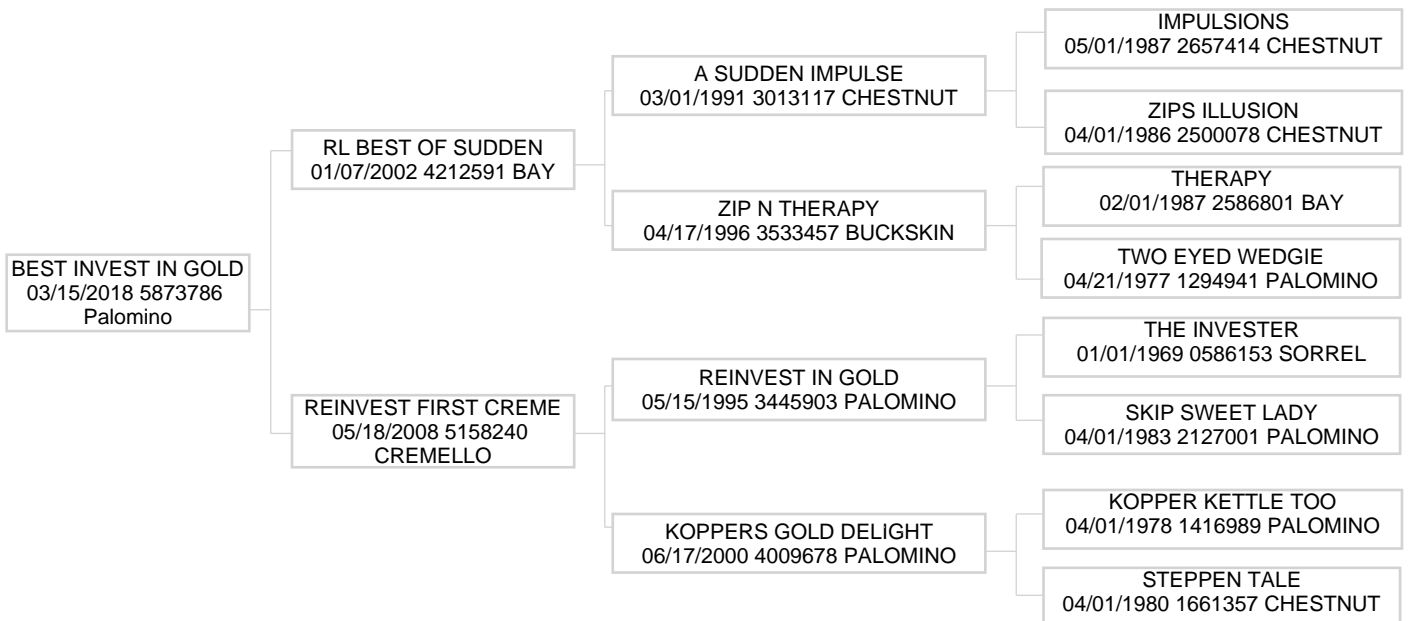 BEST INVEST IN GOLD
03/15/2018 5873786
Palomino
RL BEST OF SUDDEN
01/07/2002 4212591 BAY
REINVEST FIRST CREME
05/18/2008 5158240
CREMELLO
A SUDDEN IMPULSE
03/01/1991 3013117 CHESTNUT
ZIP N THERAPY
04/17/1996 3533457 BUCKSKIN
REINVEST IN GOLD
05/15/1995 3445903 PALOMINO
KOPPERS GOLD DELIGHT
06/17/2000 4009678 PALOMINO
IMPULSIONS
05/01/1987 2657414 CHESTNUT
ZIPS ILLUSION
04/01/1986 2500078 CHESTNUT
THERAPY
02/01/1987 2586801 BAY
TWO EYED WEDGIE
04/21/1977 1294941 PALOMINO
THE INVESTER
01/01/1969 0586153 SORREL
SKIP SWEET LADY
04/01/1983 2127001 PALOMINO
KOPPER KETTLE TOO
04/01/1978 1416989 PALOMINO
STEPPEN TALE
04/01/1980 1661357 CHESTNUT